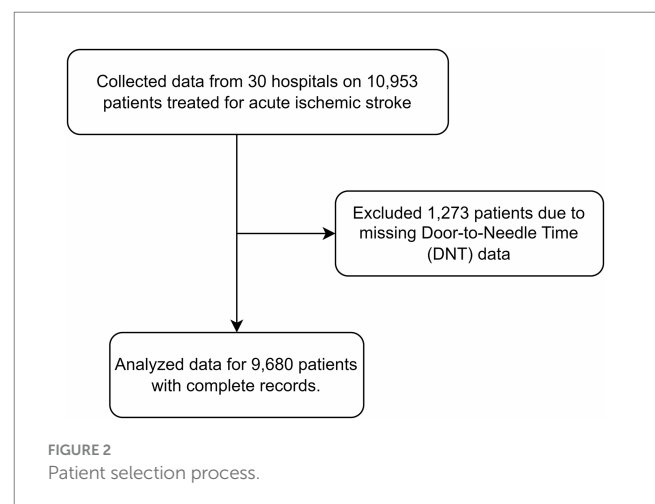 Collected data from 30 hospitals on 10,953
patients treated for acute ischemic stroke
Excluded 1,273 patients due to
missing Door-to-Needle Time
(DNT) data
Analyzed data for 9,680 patients
with complete records.
FIGURE 2
Patient selection process.